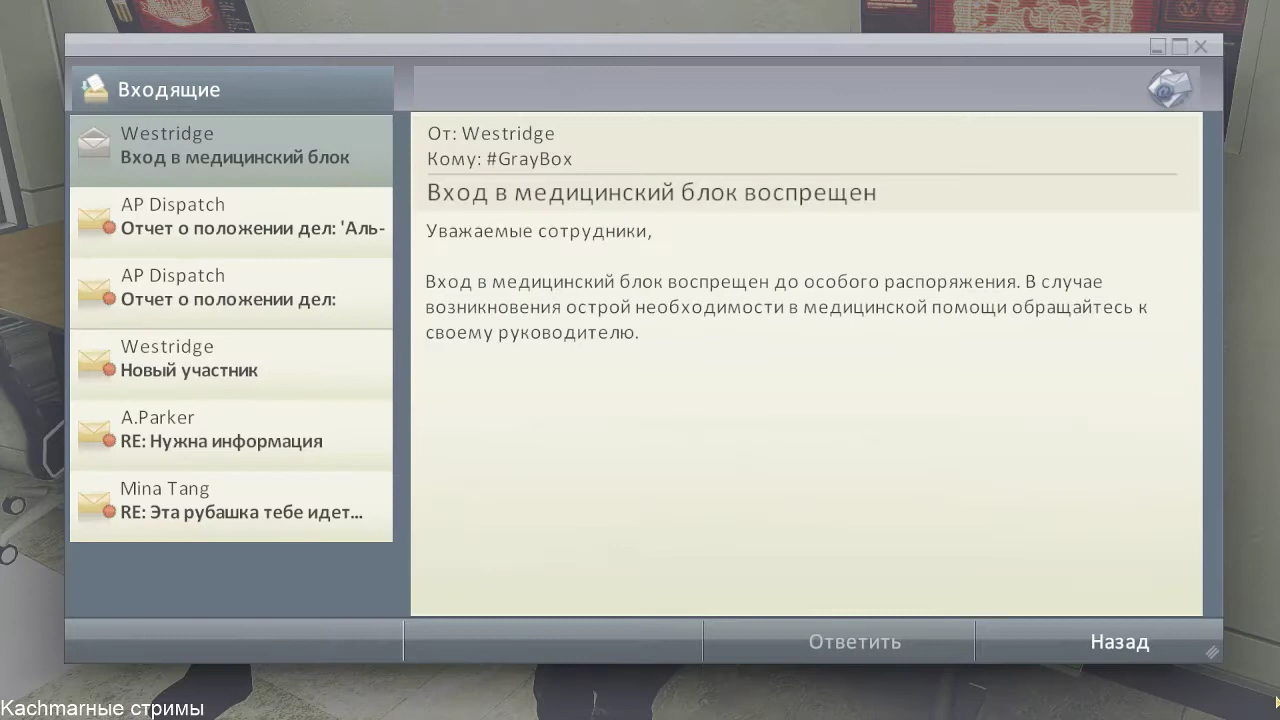 Входящие
Westridge
Вход в медицинский блок
AP Dispatch
Отчет о положении дел: 'Аль-
AP Dispatch
Отчет о положении дел:
Westridge
Новый участник
A.Parker
RE: Нужна информация
Mina Tang
RE: Эта рубашка тебе идет...
От: Westridge
Кому: #GrayBox
Вход в медицинский блок воспрещен
Уважаемые сотрудники,
Вход в медицинский блок воспрещен до особого распоряжения. В случае
возникновения острой необходимости в медицинской помощи обращайтесь к
своему руководителю.
Ответить
Назад
Kachmarные стримы